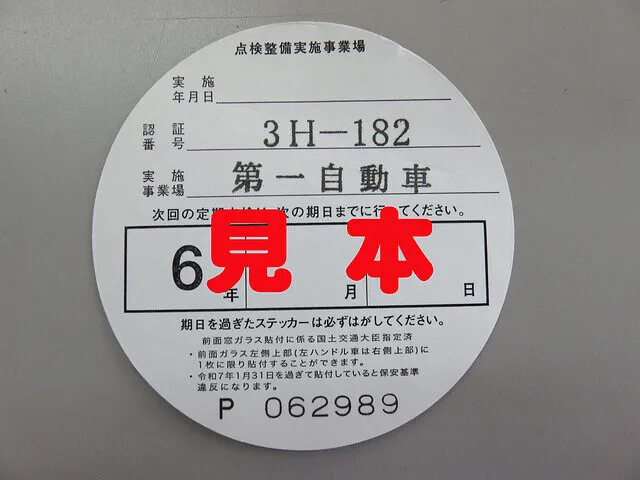 点検整備実施事業場
実施
年月日
認証
番号 3H-182
実施
事業場 第一自動車
次回の定期 次の期日までに行 てください。
6年 月 日
見本
期日を過ぎたステッカーは必ずはがしてください。
前面窓ガラス貼付に係る国土交通大臣指定済
・前面ガラス左側上部(左ハンドル車は右側上部)に
1枚に限り貼付することができます。
・令和7年1月31日を過ぎて貼付していると保安基準
違反になります。
P 062989